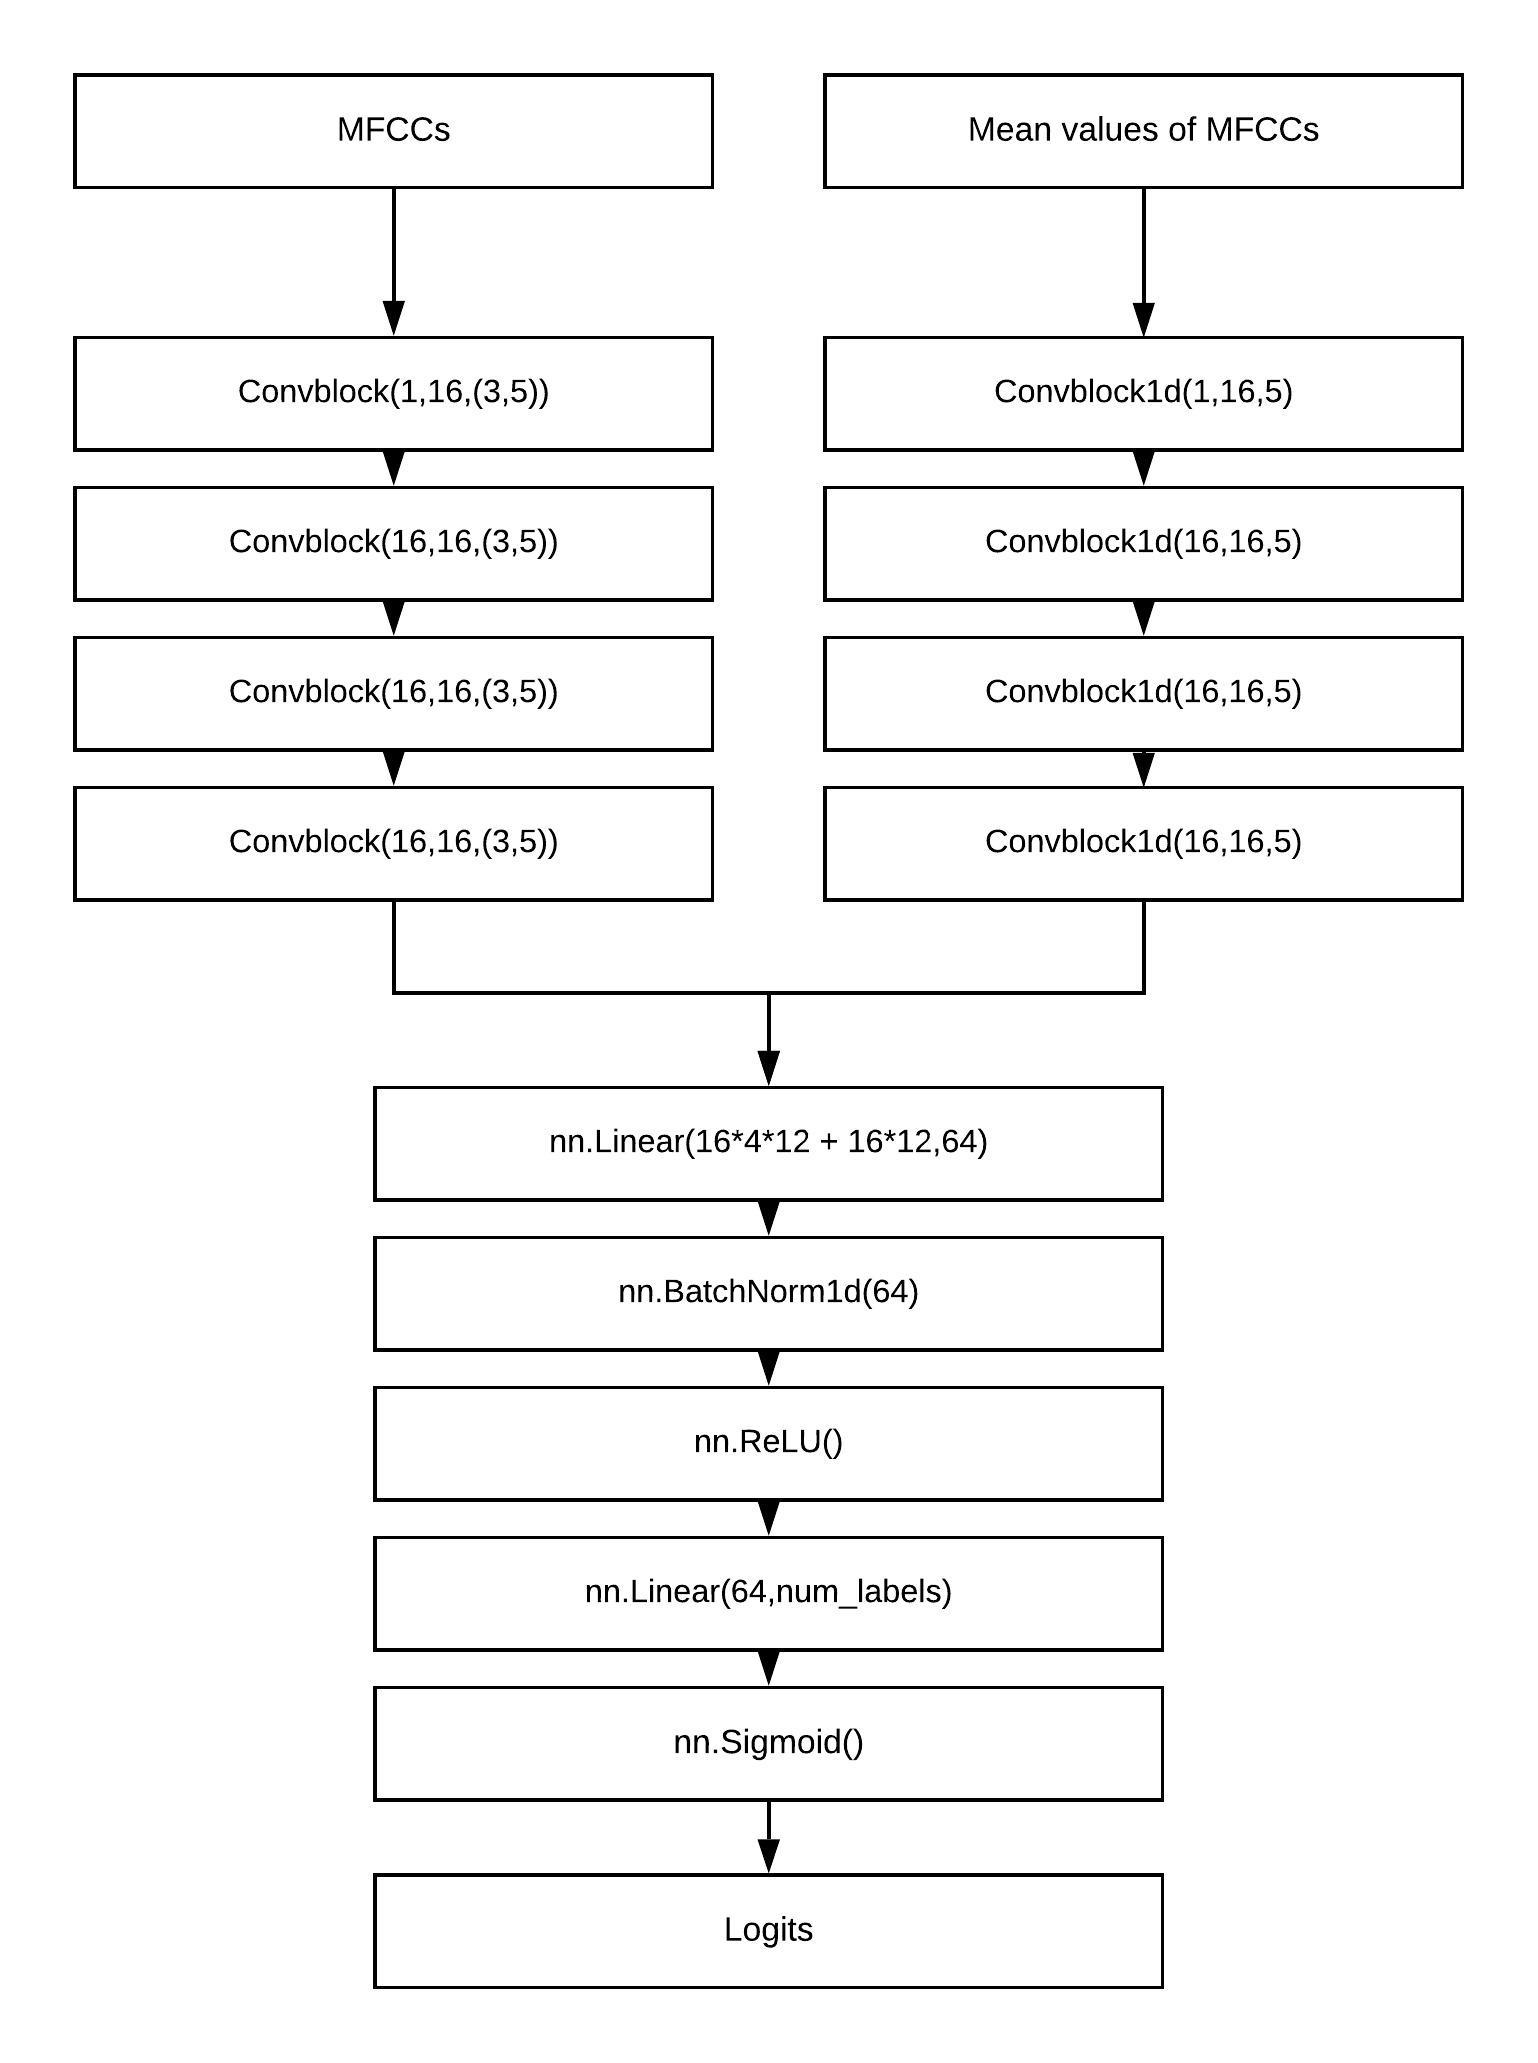 MFCCs
Mean values of MFCCs
Convblock(1,16,(3,5))
Convblock1d(1,16,5)
Convblock(16,16,(3,5))
Convblock1d(16,16,5)
Convblock(16,16,(3,5))
Convblock1d(16,16,5)
Convblock(16,16,(3,5))
Convblock1d(16,16,5)
nn.Linear(16*4*12 + 16*12,64)
nn.BatchNorm1d(64)
nn.ReLU()
nn.Linear(64,num_labels)
nn.Sigmoid()
Logits